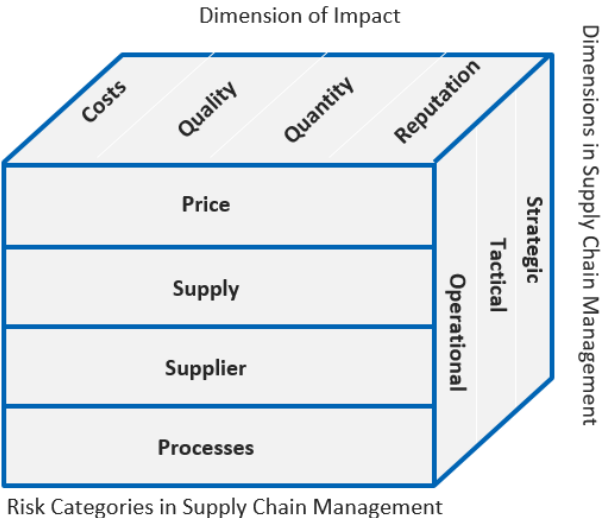 Dimension of Impact
Costs
Quality
Quantity
Reputation
Dimensions in Supply Chain Management
Price
Supply
Supplier
Processes
Operational
Tactical
Strategic
Risk Categories in Supply Chain Management